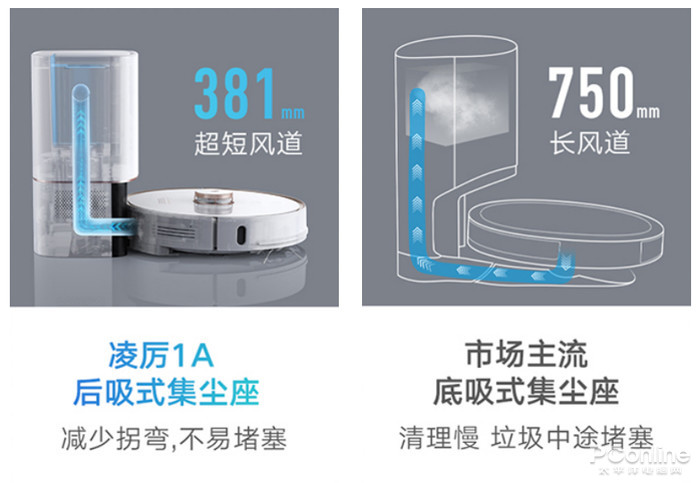 381mm
超短风道
750mm
长风道
凌厉1A
后吸式集尘座
减少拐弯,不易堵塞
市场主流
底吸式集尘座
清理慢 垃圾中途堵塞
PConline
太平洋电脑网